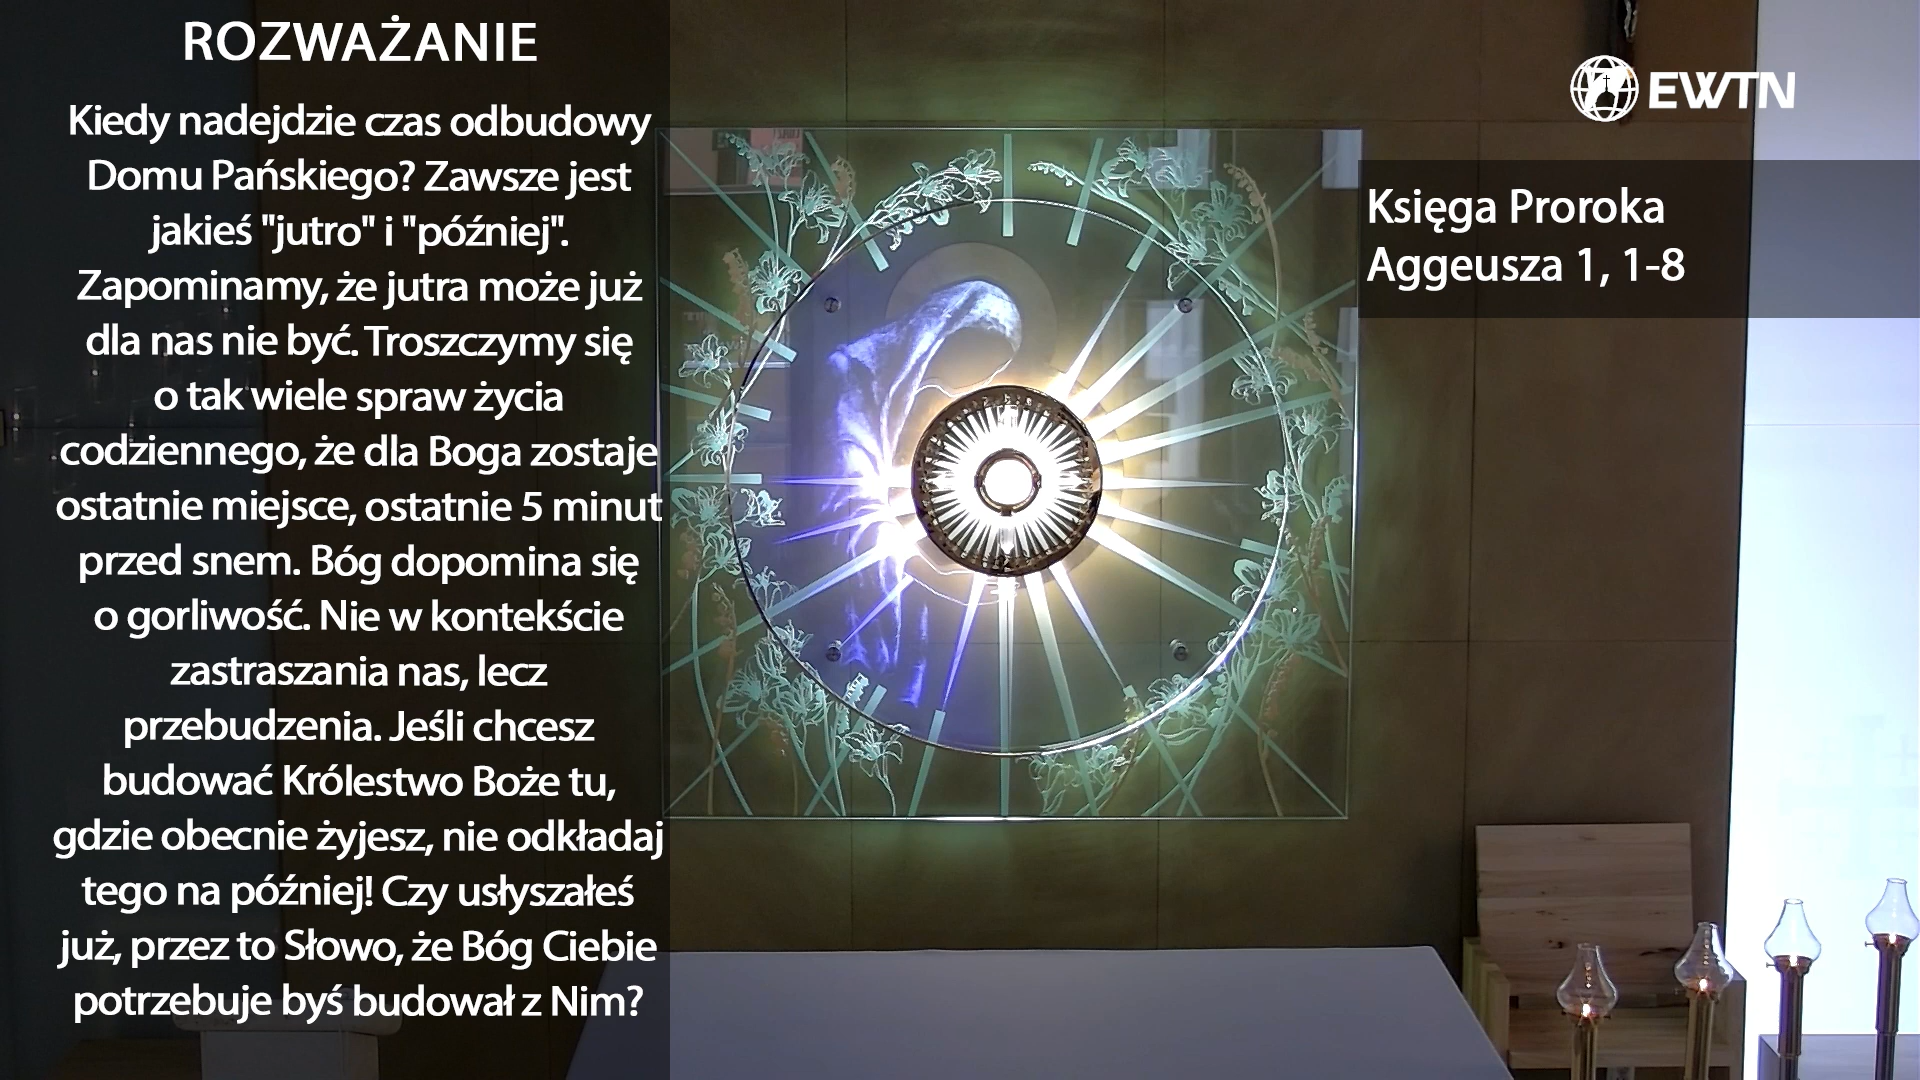 ROZWAŻANIE
Kiedy nadejdzie czas odbudowy
Domu Pańskiego? Zawsze jest
jakieś "jutro" i "później".
Zapominamy, że jutra może już
dla nas nie być. Troszczymy się
o tak wiele spraw życia
codziennego, że dla Boga zostaje
ostatnie miejsce, ostatnie 5 minut
przed snem. Bóg dopomina się
o gorliwość. Nie w kontekście
zastraszania nas, lecz
przebudzenia. Jeśli chcesz
budować Królestwo Boże tu,
gdzie obecnie żyjesz, nie odkładaj
tego na później! Czy usłyszałeś
już, przez to Słowo, że Bóg Ciebie
potrzebuje byś budował z Nim?
EWTN
Księga Proroka
Aggeusza 1, 1-8